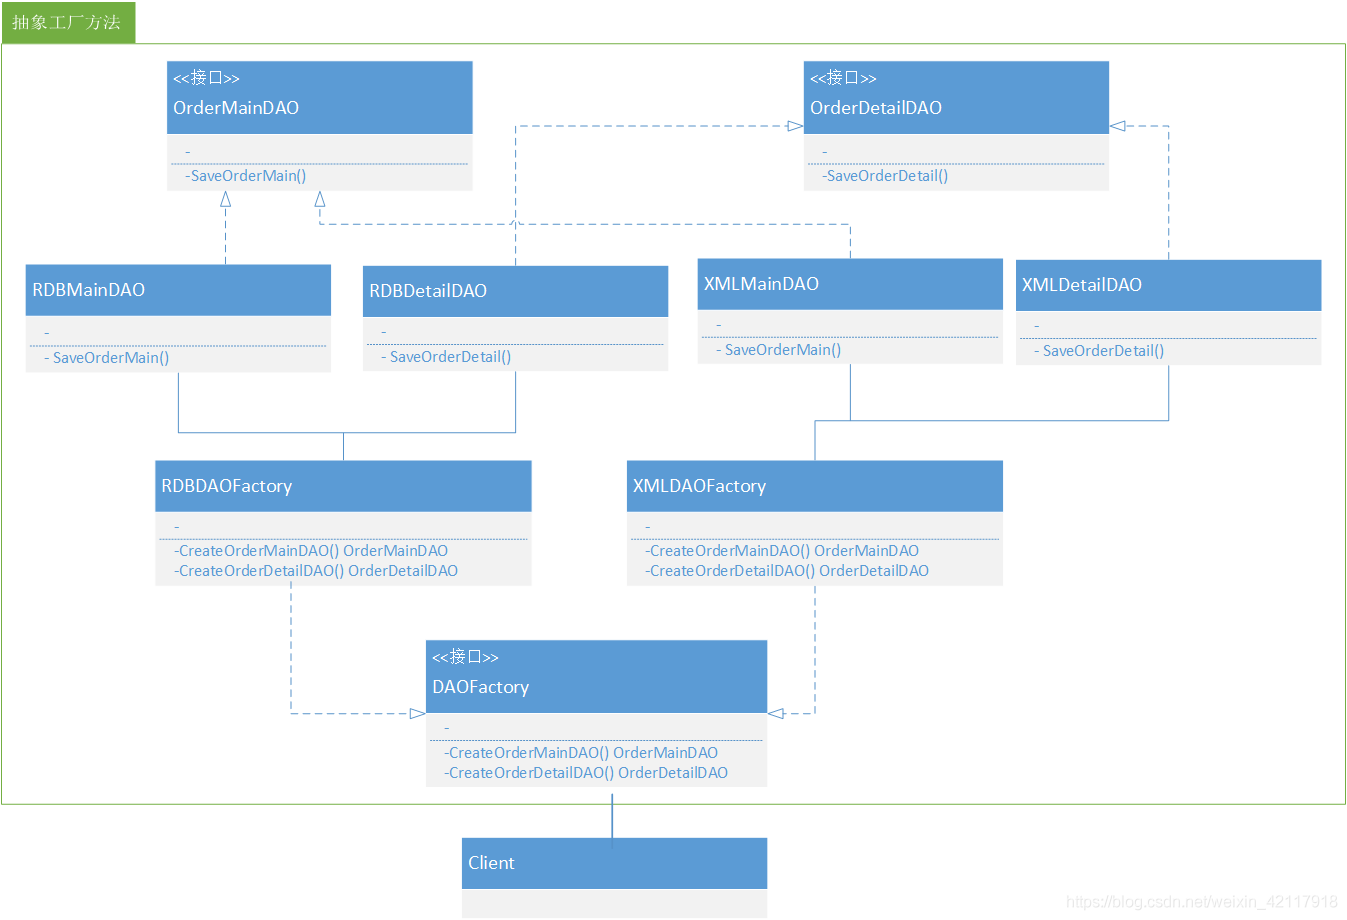 抽象工厂方法
<<接口>>
OrderMainDAO
-
-SaveOrderMain()
<<接口>>
OrderDetailDAO
-
-SaveOrderDetail()
RDBMainDAO
-
- SaveOrderMain()
RDBDetailDAO
-
- SaveOrderDetail()
XMLMainDAO
-
- SaveOrderMain()
XMLDetailDAO
-
- SaveOrderDetail()
RDBDAOFactory
-
-CreateOrderMainDAO() OrderMainDAO
-CreateOrderDetailDAO() OrderDetailDAO
XMLDAOFactory
-
-CreateOrderMainDAO() OrderMainDAO
-CreateOrderDetailDAO() OrderDetailDAO
<<接口>>
DAOFactory
-
-CreateOrderMainDAO() OrderMainDAO
-CreateOrderDetailDAO() OrderDetailDAO
Client
https://blog.csdn.net/weixin_42117918